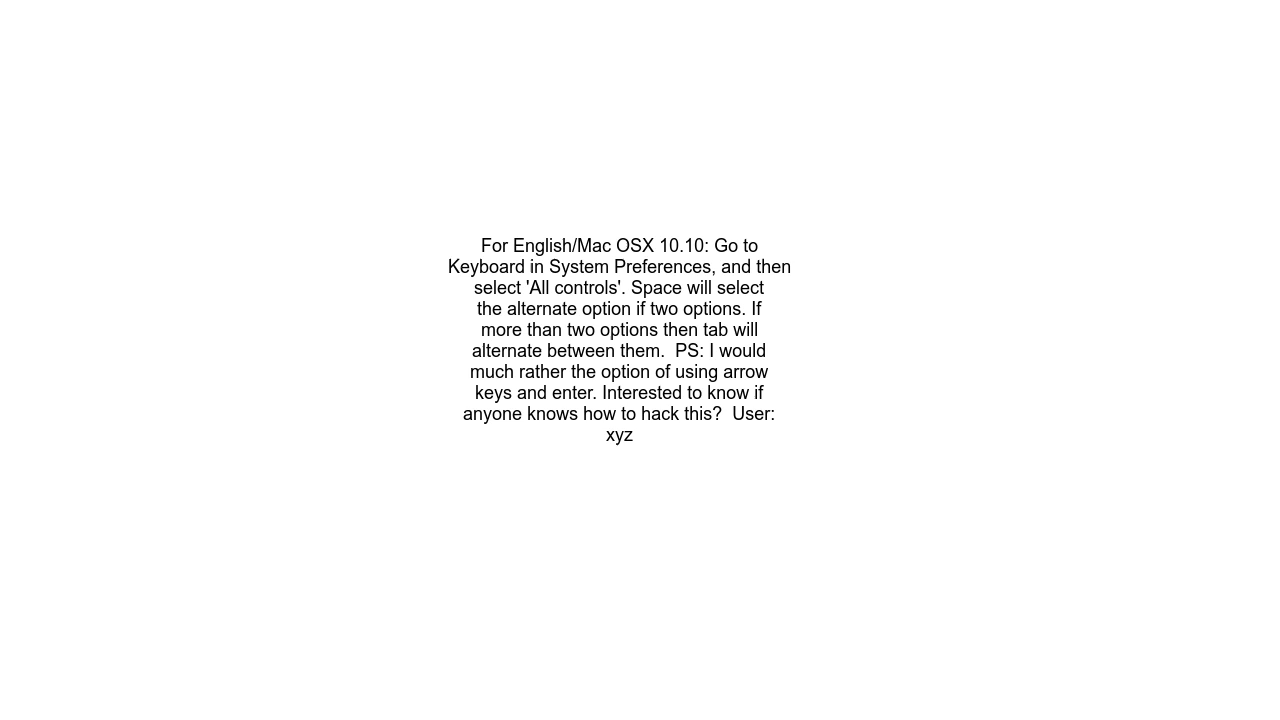 For English/Mac OSX 10.10: Go to
Keyboard in System Preferences, and then
select 'All controls'. Space will select
the alternate option if two options. If
more than two options then tab will
alternate between them.  PS: I would
much rather the option of using arrow
keys and enter. Interested to know if
anyone knows how to hack this?  User:
xyz